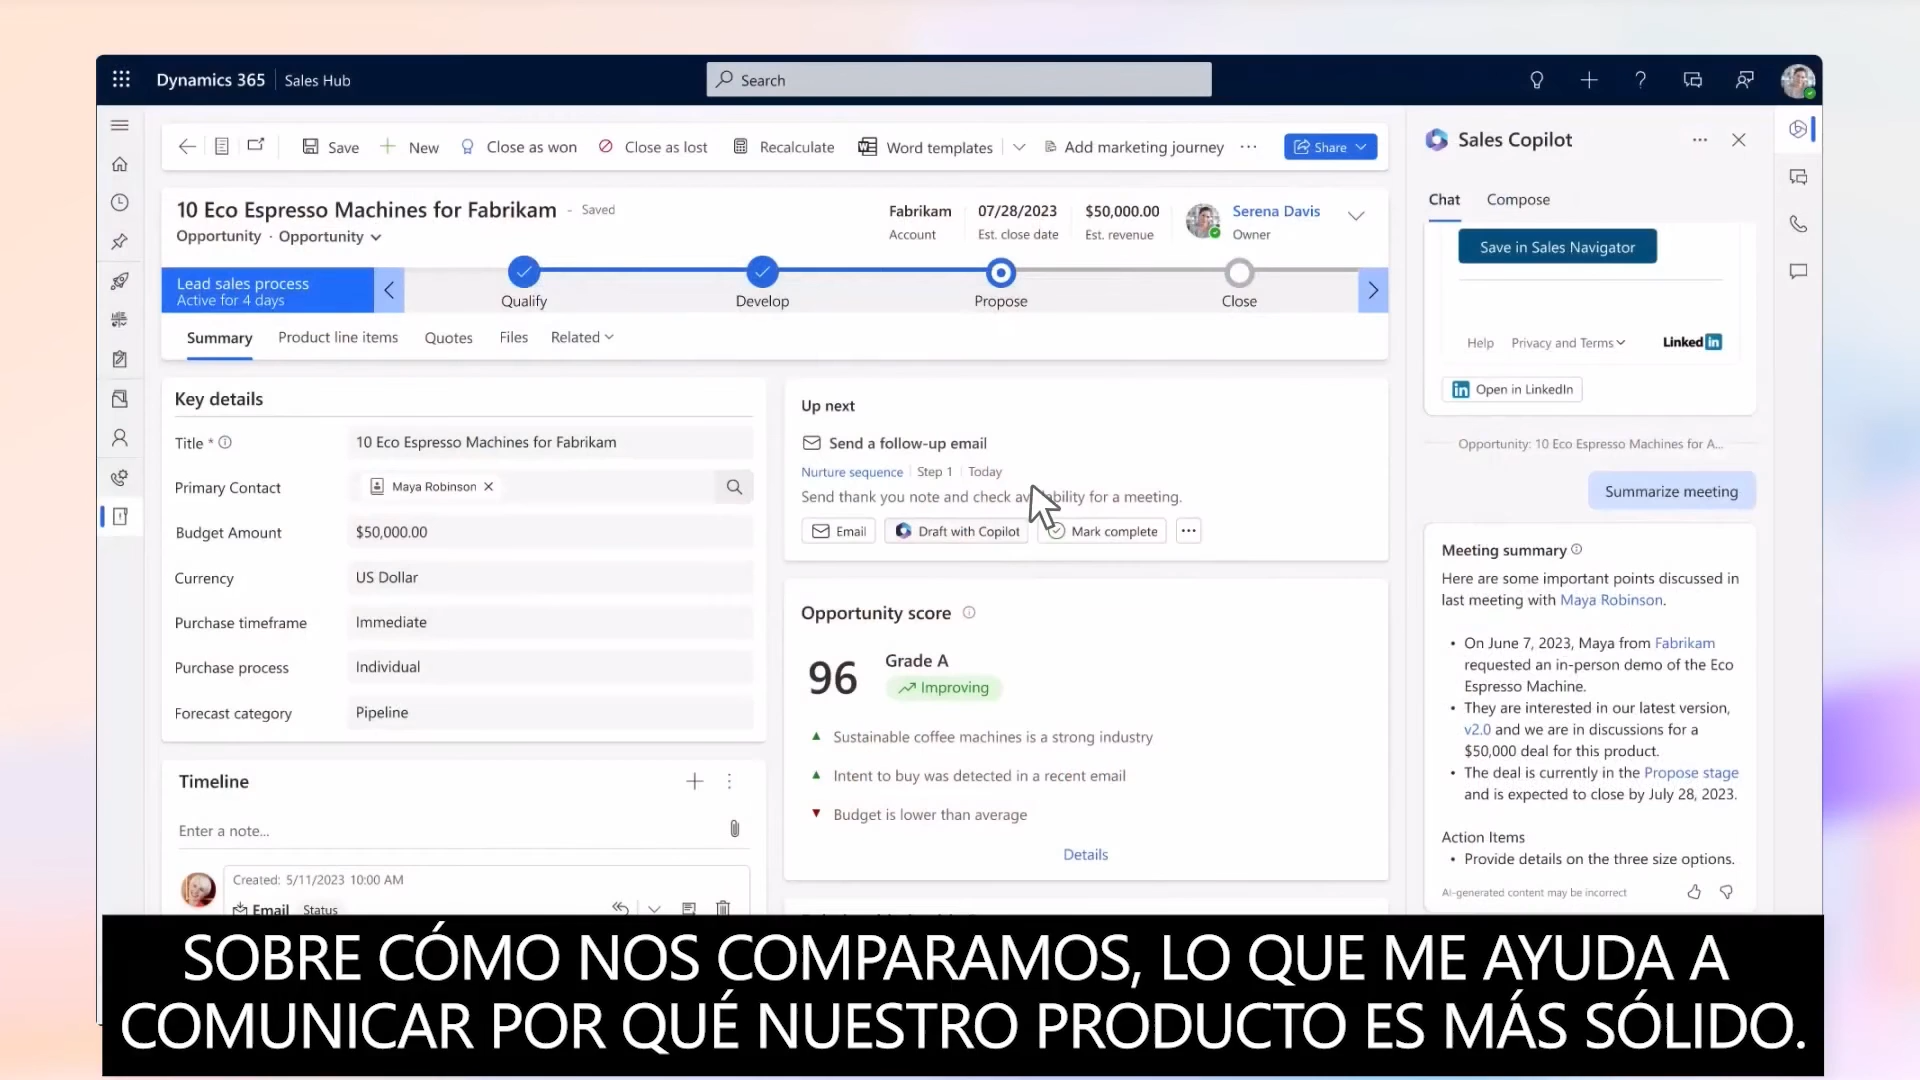 Dynamics 365 Sales Hub
Search
Save
New
Close as won
Close as lost
Recalculate
Word templates
Add marketing journey
Share
10 Eco Espresso Machines for Fabrikam - Saved
Opportunity · Opportunity
Fabrikam
Account
07/28/2023
Est. close date
$50,000.00
Est. revenue
Serena Davis
Owner
Lead sales process
Active for 4 days
Qualify
Develop
Propose
Close
Summary
Product line items
Quotes
Files
Related
Key details
Title * 10 Eco Espresso Machines for Fabrikam
Primary Contact Maya Robinson
Budget Amount $50,000.00
Currency US Dollar
Purchase timeframe Immediate
Purchase process Individual
Forecast category Pipeline
Timeline
Enter a note...
Created: 5/11/2023 10:00 AM
Email Status
Up next
Send a follow-up email
Nurture sequence Step 1 Today
Send thank you note and check availability for a meeting.
Email
Draft with Copilot
Mark complete
Opportunity score
96
Grade A
Improving
Sustainable coffee machines is a strong industry
Intent to buy was detected in a recent email
Budget is lower than average
Details
Sales Copilot
Chat
Compose
Save in Sales Navigator
Help Privacy and Terms LinkedIn
Open in LinkedIn
Opportunity: 10 Eco Espresso Machines for A...
Summarize meeting
Meeting summary
Here are some important points discussed in
last meeting with Maya Robinson.
• On June 7, 2023, Maya from Fabrikam
requested an in-person demo of the Eco
Espresso Machine.
• They are interested in our latest version,
v2.0 and we are in discussions for a
$50,000 deal for this product.
• The deal is currently in the Propose stage
and is expected to close by July 28, 2023.
Action Items
• Provide details on the three size options.
AI-generated content may be incorrect
SOBRE CÓMO NOS COMPARAMOS, LO QUE ME AYUDA A
COMUNICAR POR QUÉ NUESTRO PRODUCTO ES MÁS SÓLIDO.